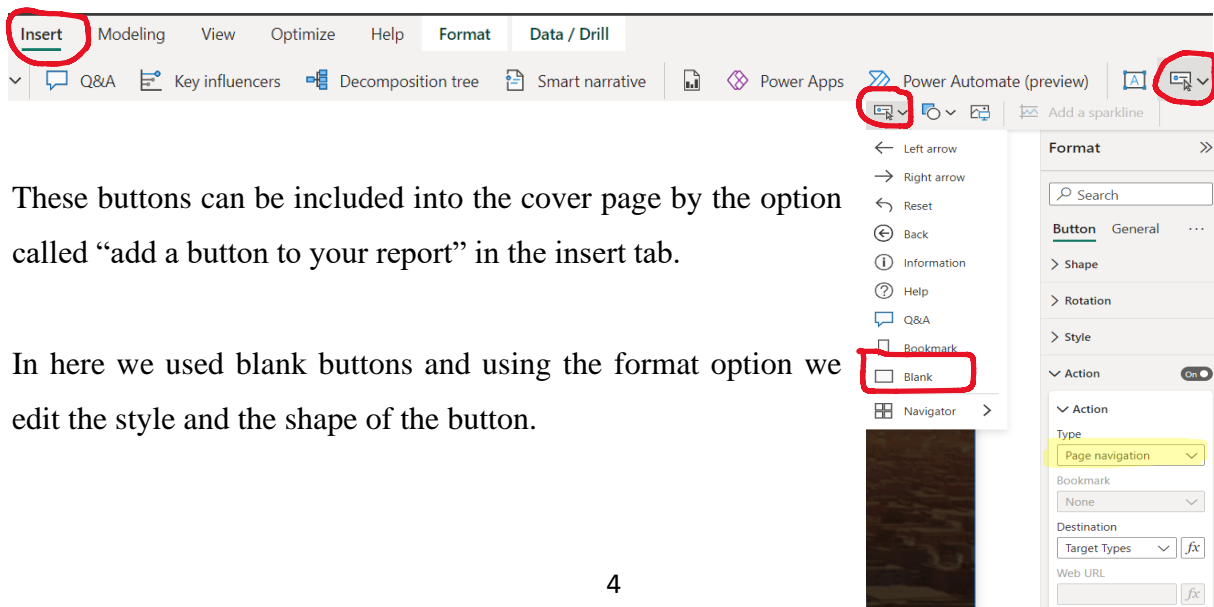 Insert Modeling View Optimize Help Format Data / Drill
Q&A Key influencers Decomposition tree Smart narrative Power Apps Power Automate (preview)
Add a sparkline
These buttons can be included into the cover page by the option
called “add a button to your report” in the insert tab.
In here we used blank buttons and using the format option we
edit the style and the shape of the button.
Left arrow
Right arrow
Reset
Back
Information
Help
Q&A
Bookmark
Blank
Navigator
Format
Search
Button General ...
Shape
Rotation
Style
Action On
Action
Type
Page navigation
Bookmark
None
Destination
Target Types fx
Web URL
fx
4